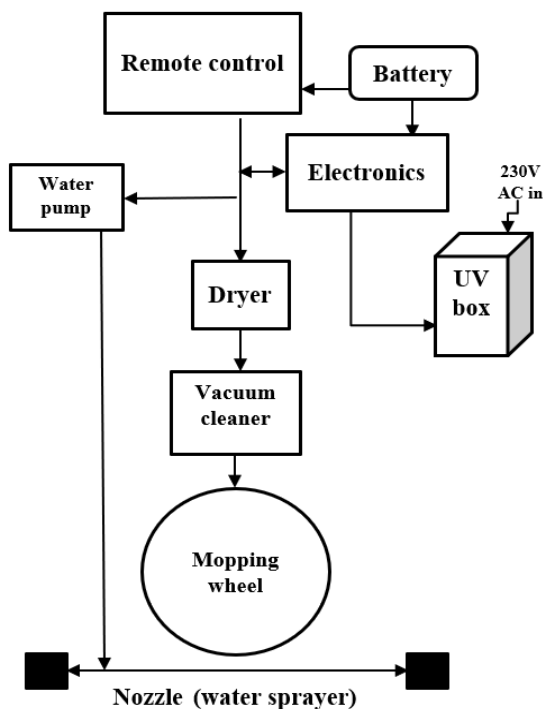 Remote control
Battery
Electronics
Water
pump
230V
AC in
UV
box
Dryer
Vacuum
cleaner
Mopping
wheel
Nozzle (water sprayer)